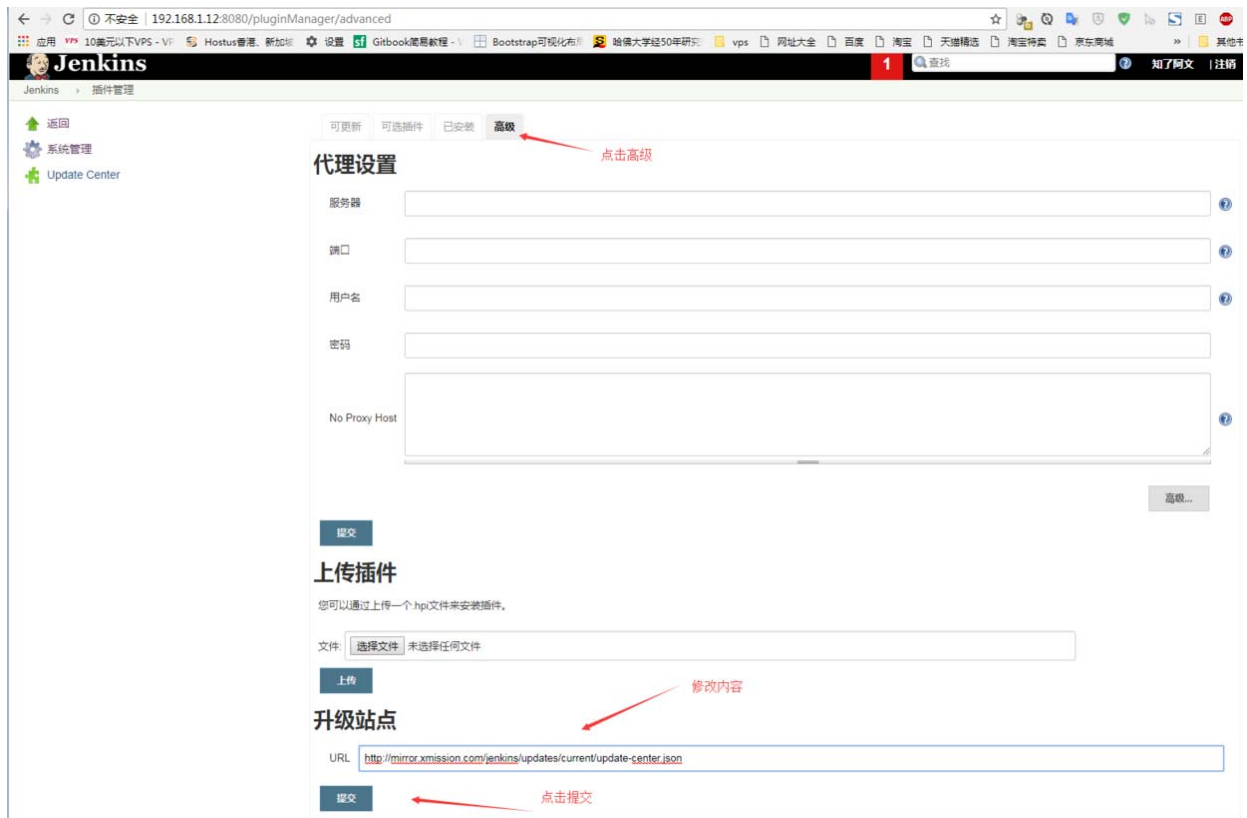 不安全 | 192.168.1.12:8080/pluginManager/advanced
应用 VPS 10美元以下VPS - VP Hostus香港、新加坡 设置 sf Gitbook简易教程 - Bootstrap可视化布局 S 哈佛大学经50年研究 vps 网址大全 百度 淘宝 天猫精选 淘宝特卖 京东商城 » 其他书
Jenkins 1 查找 知了阿文 | 注销
Jenkins › 插件管理
返回
系统管理
Update Center
可更新 可选插件 已安装 高级
点击高级
代理设置
服务器
端口
用户名
密码
No Proxy Host
高级...
提交
上传插件
您可以通过上传一个.hpi文件来安装插件。
文件: 选择文件 未选择任何文件
上传
修改内容
升级站点
URL http://mirror.xmission.com/jenkins/updates/current/update-center.json
提交
点击提交